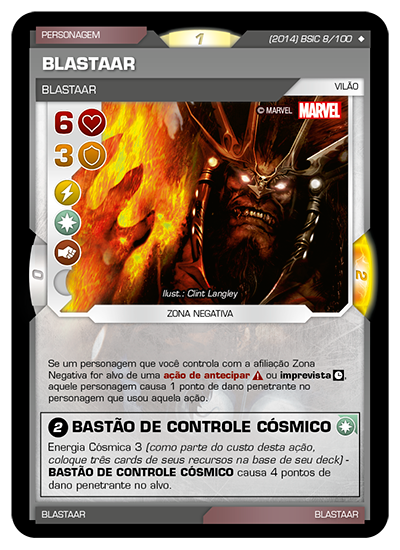 PERSONAGEM
1
(2014) BSIC 8/100
BLASTAAR
BLASTAAR
VILÃO
© MARVEL MARVEL
6
3
0
2
Ilust.: Clint Langley
ZONA NEGATIVA
Se um personagem que você controla com a afiliação Zona
Negativa for alvo de uma ação de antecipar ou imprevista,
aquele personagem causa 1 ponto de dano penetrante no
personagem que usou aquela ação.
2 BASTÃO DE CONTROLE CÓSMICO
Energia Cósmica 3 (como parte do custo desta ação,
coloque três cards de seus recursos na base de seu deck) -
BASTÃO DE CONTROLE CÓSMICO causa 4 pontos de
dano penetrante no alvo.
BLASTAAR
BLASTAAR